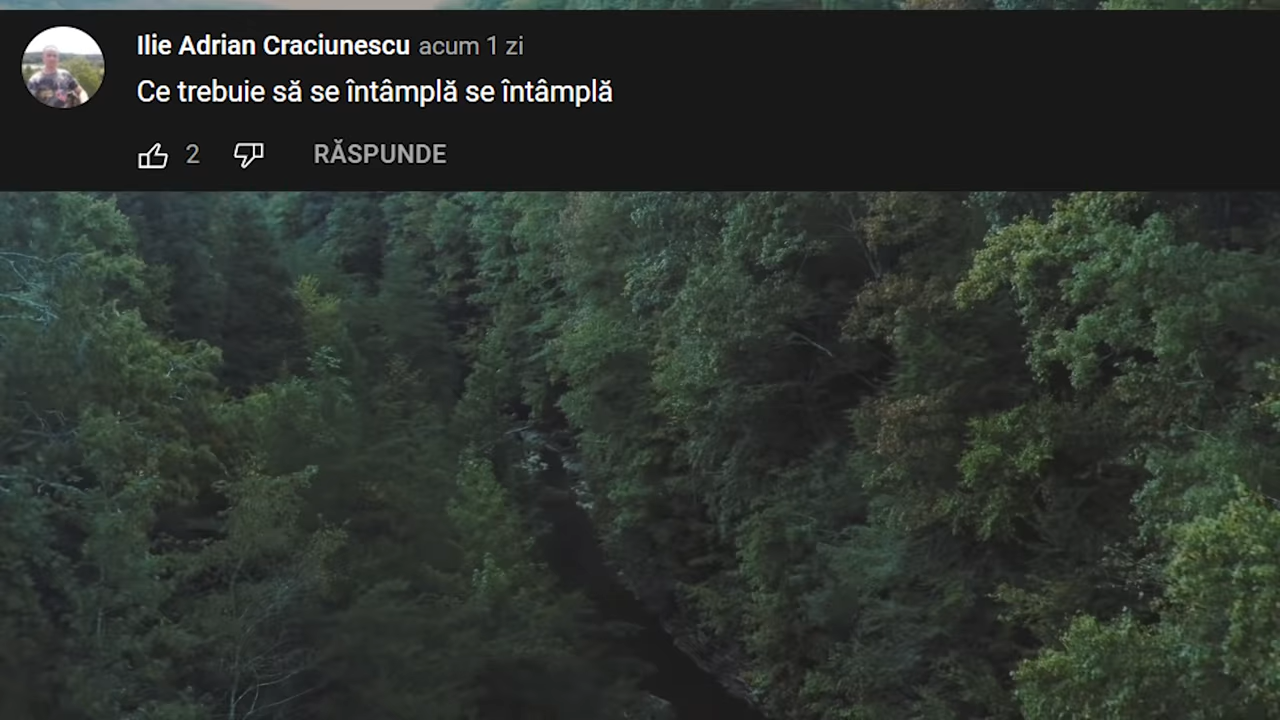 Ilie Adrian Craciunescu acum 1 zi
Ce trebuie să se întâmplă se întâmplă
2 RĂSPUNDE